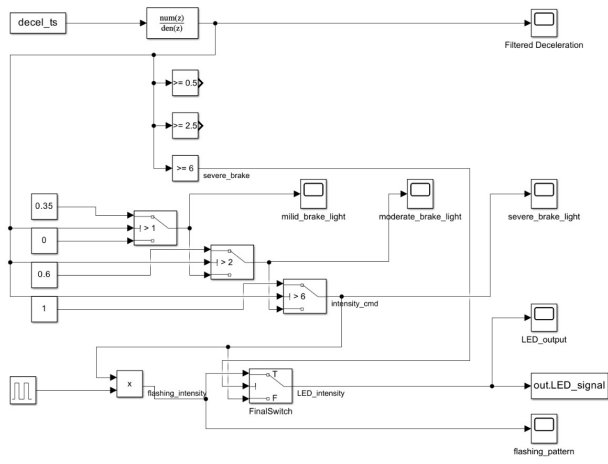 decel_ts
num(z)
den(z)
Filtered Deceleration
>= 0.5
>= 2.5
>= 6
severe_brake
0.35
> 1
milid_brake_light
moderate_brake_light
severe_brake_light
0
> 2
0.6
> 6
intensity_cmd
1
LED_output
x
flashing_intensity
T
F
LED_intensity
FinalSwitch
out.LED_signal
flashing_pattern